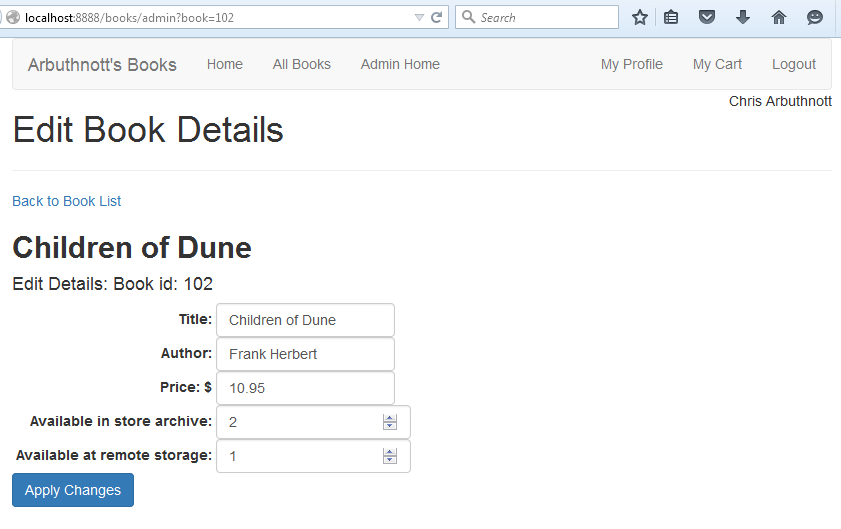 localhost:8888/books/admin?book=102 Search
Arbuthnott's Books Home All Books Admin Home My Profile My Cart Logout
Chris Arbuthnott
Edit Book Details
Back to Book List
Children of Dune
Edit Details: Book id: 102
Title: Children of Dune
Author: Frank Herbert
Price: $ 10.95
Available in store archive: 2
Available at remote storage: 1
Apply Changes